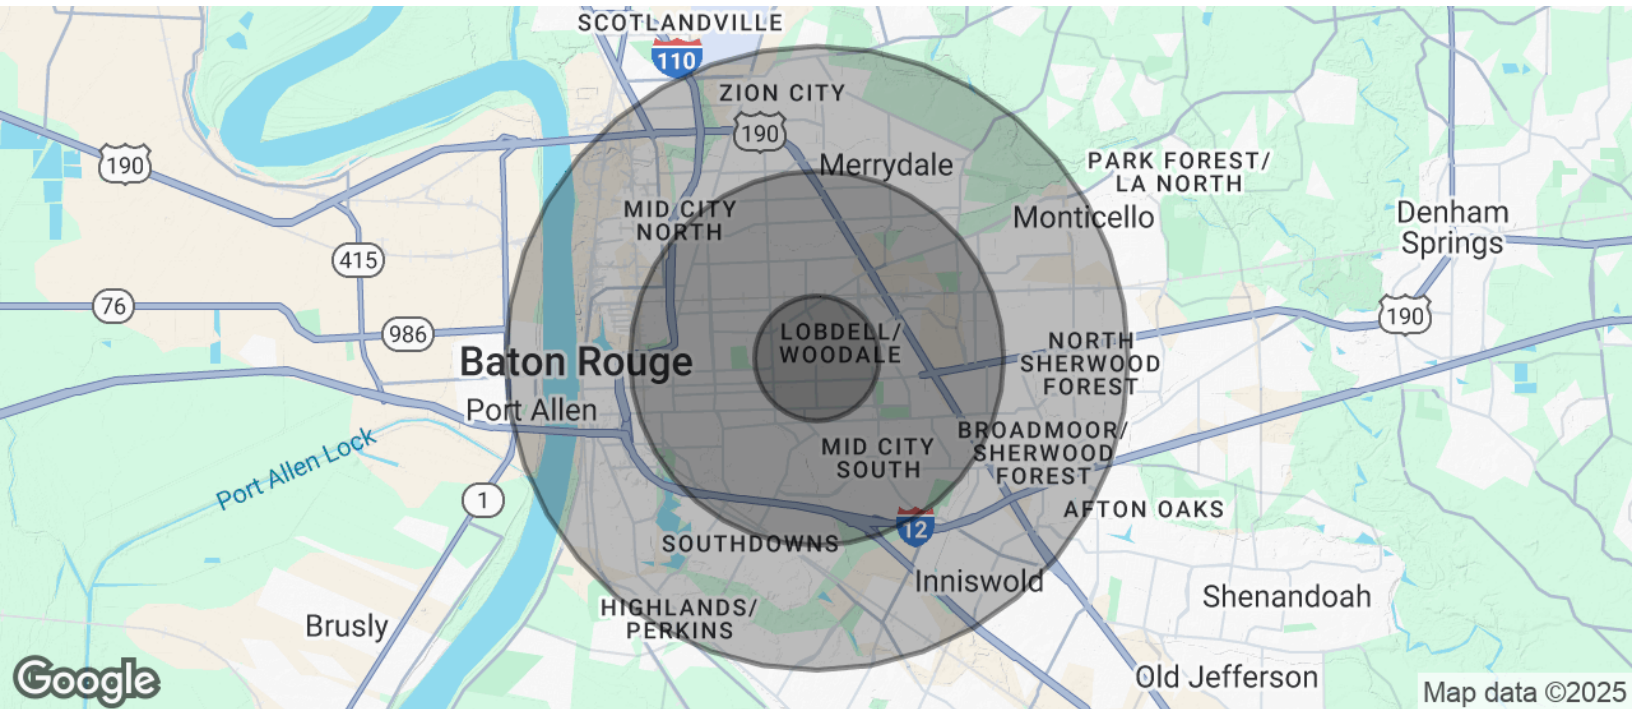 SCOTLANDVILLE
110
ZION CITY
190
190
Merrydale
PARK FOREST/
LA NORTH
MID CITY
NORTH
Monticello
Denham
Springs
415
76
986
190
LOBDELL/
WOODALE
NORTH
SHERWOOD
FOREST
Baton Rouge
Port Allen
Port Allen Lock
MID CITY
SOUTH
BROADMOOR/
SHERWOOD
FOREST
1
AFTON OAKS
12
SOUTHDOWNS
Inniswold
Shenandoah
HIGHLANDS/
PERKINS
Brusly
Old Jefferson
Google
Map data ©2025